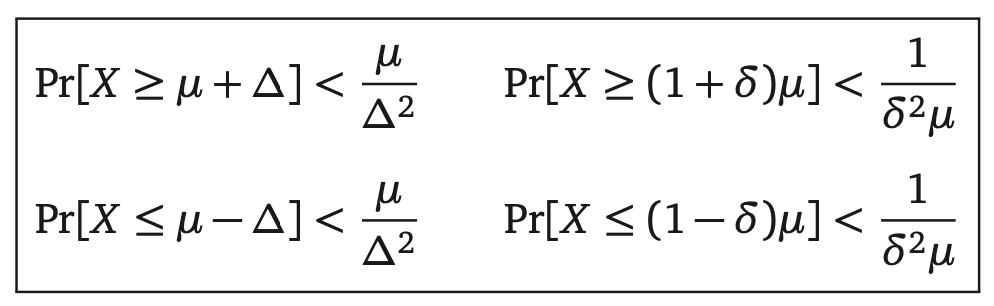 Pr[X ≥ μ + Δ] < μ/Δ² Pr[X ≥ (1 + δ)μ] < 1/δ²μ
Pr[X ≤ μ − Δ] < μ/Δ² Pr[X ≤ (1 − δ)μ] < 1/δ²μ